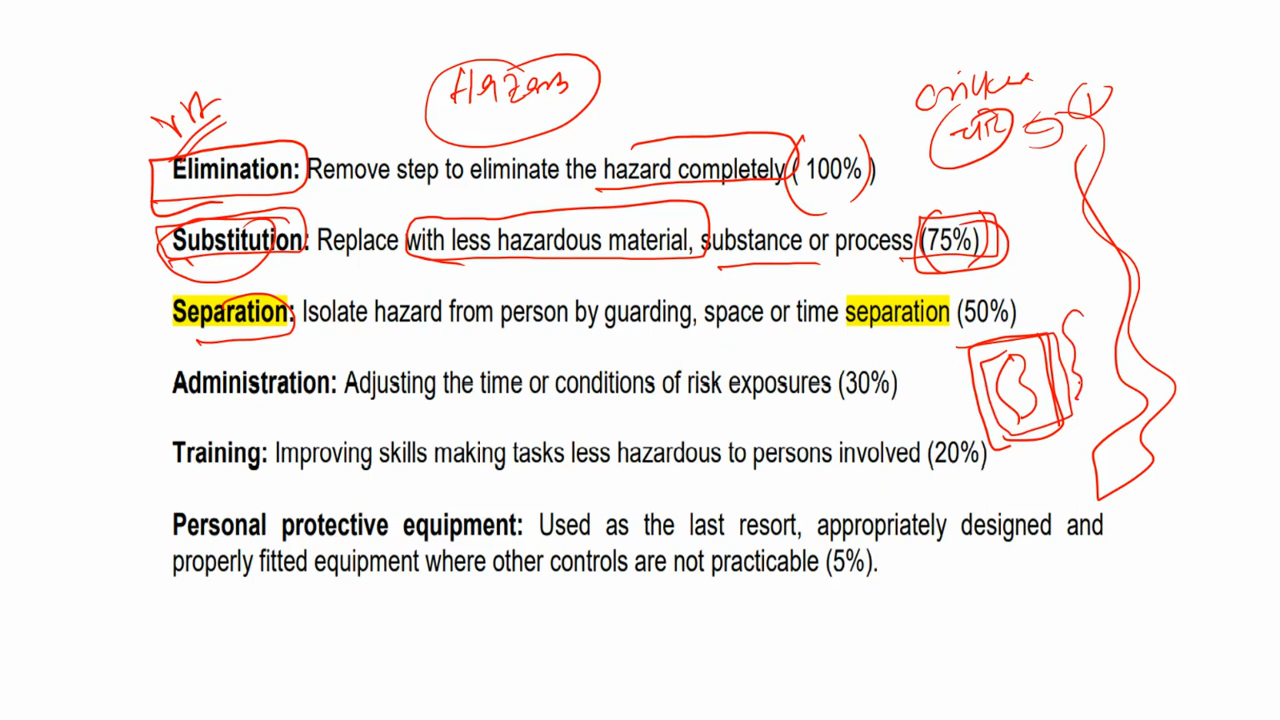 Hazard
Elimination: Remove step to eliminate the hazard completely ( 100% )
Substitution: Replace with less hazardous material, substance or process (75%)
Separation: Isolate hazard from person by guarding, space or time separation (50%)
Administration: Adjusting the time or conditions of risk exposures (30%)
Training: Improving skills making tasks less hazardous to persons involved (20%)
Personal protective equipment: Used as the last resort, appropriately designed and
properly fitted equipment where other controls are not practicable (5%).